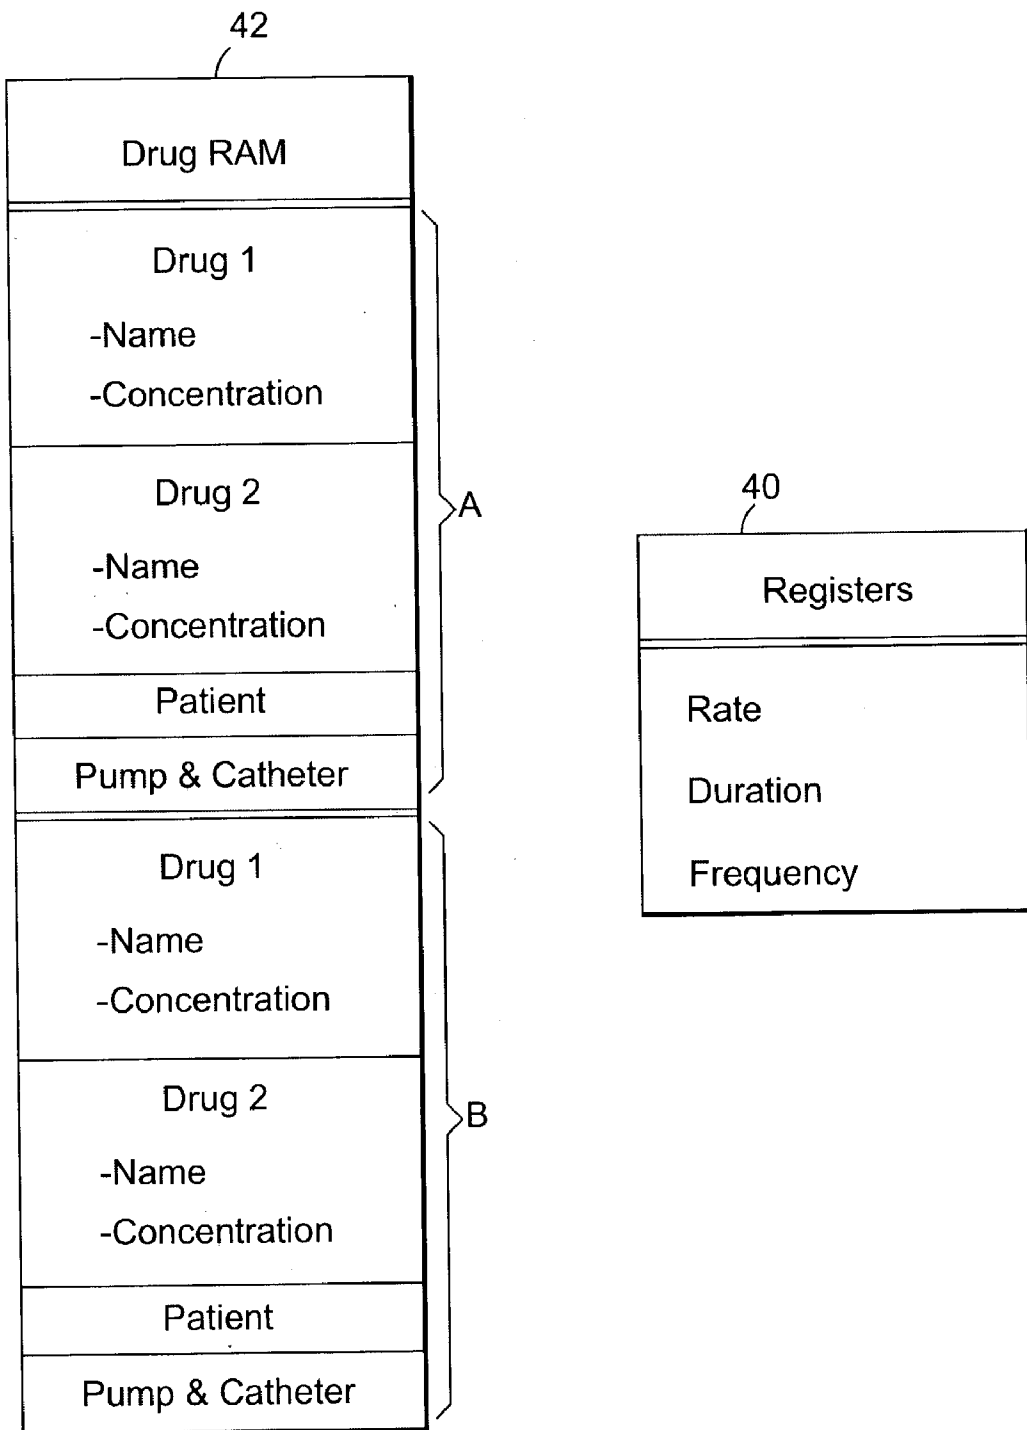 42
Drug RAM
Drug 1
-Name
-Concentration
Drug 2
-Name
-Concentration
Patient
Pump & Catheter
A
Drug 1
-Name
-Concentration
Drug 2
-Name
-Concentration
Patient
Pump & Catheter
B
40
Registers
Rate
Duration
Frequency